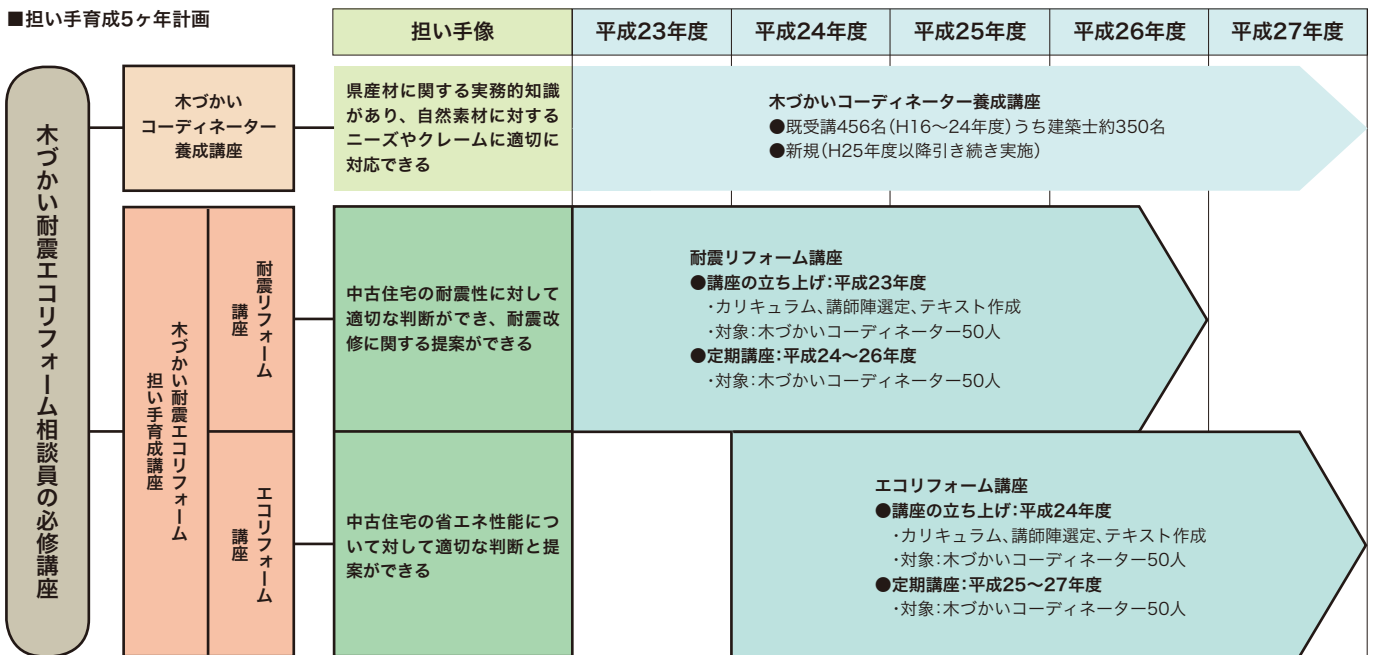 ■担い手育成5ヶ年計画
担い手像
平成23年度
平成24年度
平成25年度
平成26年度
平成27年度
木づかい耐震エコリフォーム相談員の必修講座
木づかい
コーディネーター
養成講座
県産材に関する実務的知識
があり、自然素材に対する
ニーズやクレームに適切に
対応できる
木づかいコーディネーター養成講座
●既受講456名(H16〜24年度)うち建築士約350名
●新規(H25年度以降引き続き実施)
木づかい耐震エコリフォーム
担い手育成講座
耐震リフォーム
講座
中古住宅の耐震性に対して
適切な判断ができ、耐震改
修に関する提案ができる
耐震リフォーム講座
●講座の立ち上げ:平成23年度
・カリキュラム、講師陣選定、テキスト作成
・対象:木づかいコーディネーター50人
●定期講座:平成24〜26年度
・対象:木づかいコーディネーター50人
エコリフォーム
講座
中古住宅の省エネ性能につ
いて対して適切な判断と提
案ができる
エコリフォーム講座
●講座の立ち上げ:平成24年度
・カリキュラム、講師陣選定、テキスト作成
・対象:木づかいコーディネーター50人
●定期講座:平成25〜27年度
・対象:木づかいコーディネーター50人